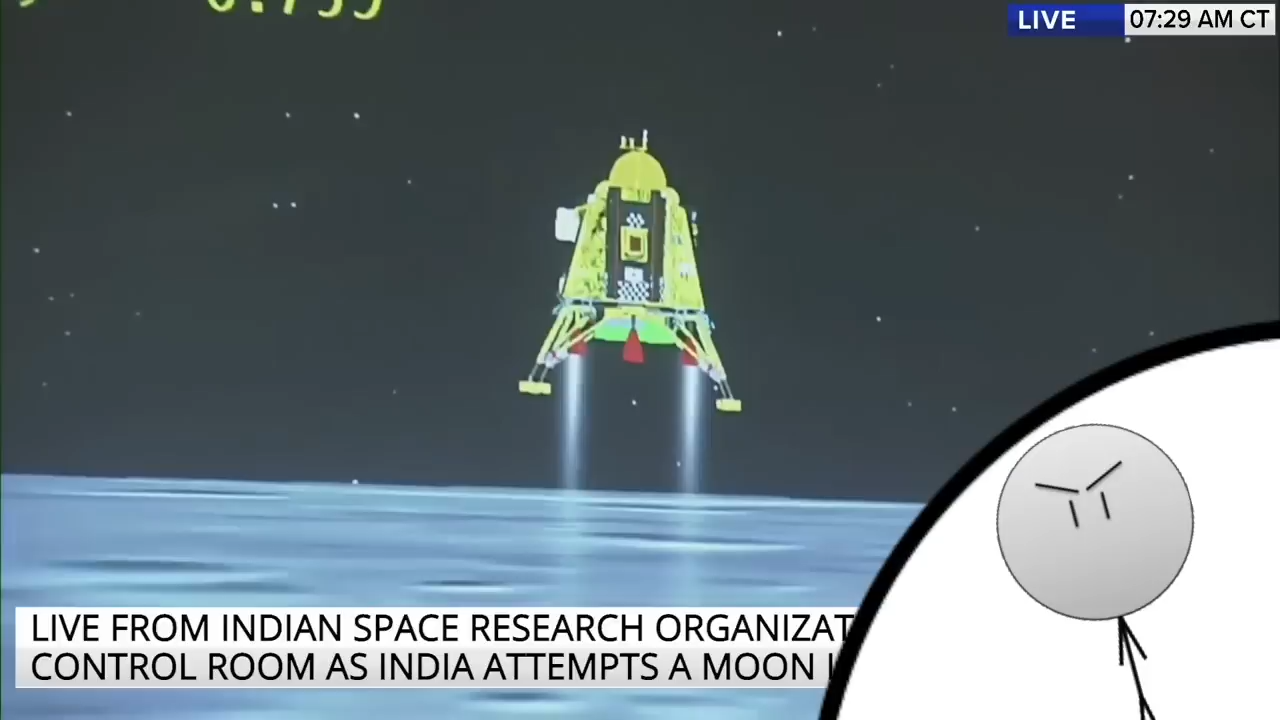 LIVE 07:29 AM CT
LIVE FROM INDIAN SPACE RESEARCH ORGANIZAT
CONTROL ROOM AS INDIA ATTEMPTS A MOON